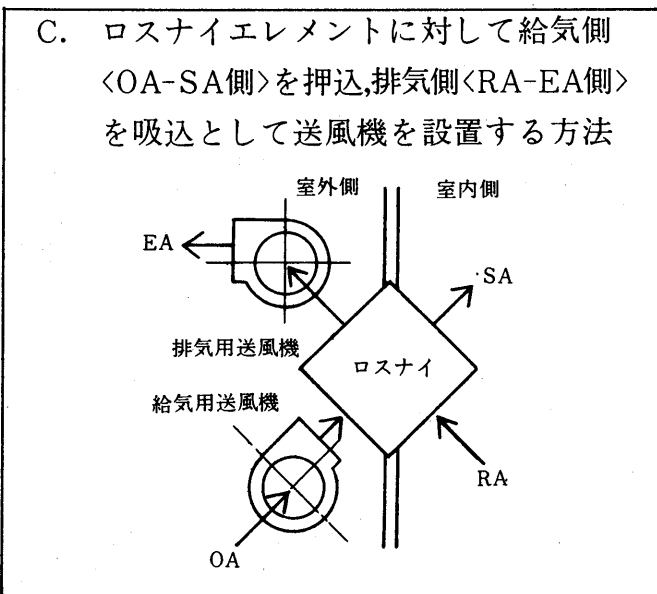 C. ロスナイエレメントに対して給気側
〈OA-SA側〉を押込,排気側〈RA-EA側〉
を吸込として送風機を設置する方法
室外側 室内側
EA
SA
排気用送風機
ロスナイ
給気用送風機
RA
OA